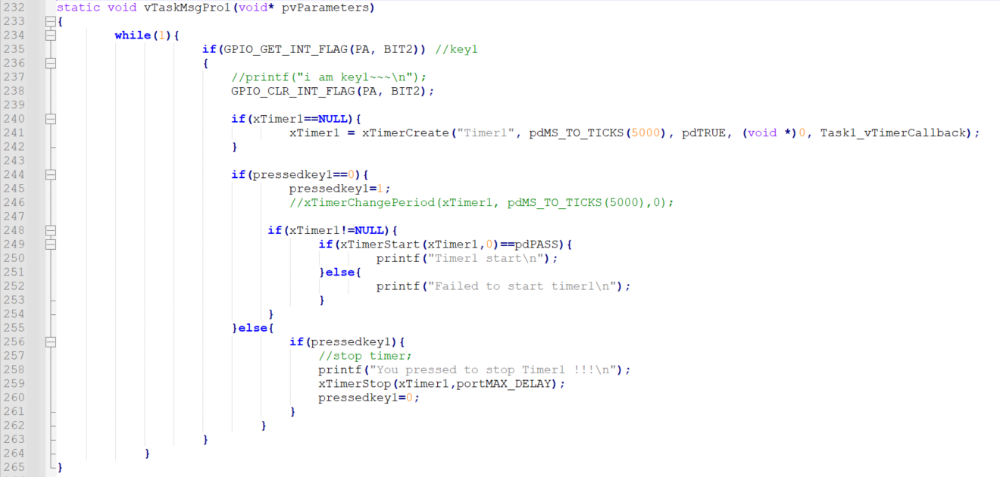 232 static void vTaskMsgPro1(void* pvParameters)
233 {
234 while(1){
235 if(GPIO_GET_INT_FLAG(PA, BIT2)) //key1
236 {
237 //printf("i am key1~~~\n");
238 GPIO_CLR_INT_FLAG(PA, BIT2);
239
240 if(xTimer1==NULL){
241 xTimer1 = xTimerCreate("Timer1", pdMS_TO_TICKS(5000), pdTRUE, (void *)0, Task1_vTimerCallback);
242 }
243
244 if(pressedkey1==0){
245 pressedkey1=1;
246 //xTimerChangePeriod(xTimer1, pdMS_TO_TICKS(5000),0);
247
248 if(xTimer1!=NULL){
249 if(xTimerStart(xTimer1,0)==pdPASS){
250 printf("Timer1 start\n");
251 }else{
252 printf("Failed to start timer1\n");
253 }
254 }
255 }else{
256 if(pressedkey1){
257 //stop timer;
258 printf("You pressed to stop Timer1 !!!\n");
259 xTimerStop(xTimer1,portMAX_DELAY);
260 pressedkey1=0;
261 }
262 }
263 }
264 }
265 }